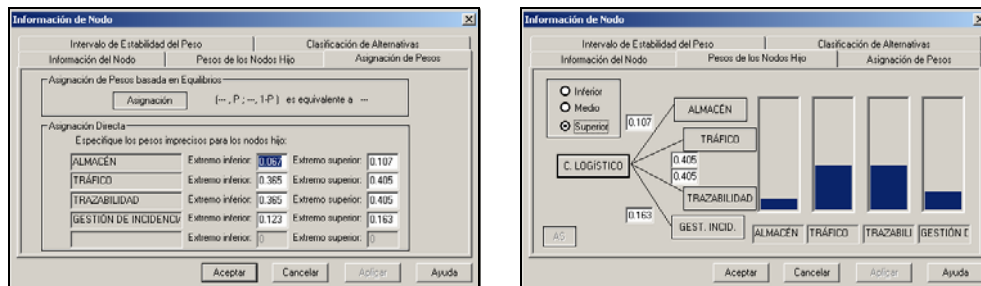 Información de Nodo
Intervalo de Estabilidad del Peso
Clasificación de Alternativas
Información del Nodo
Pesos de los Nodos Hijo
Asignación de Pesos
Asignación de Pesos basada en Equilibrios
Asignación
(--- , P ; ---, 1-P ) es equivalente a ---
Asignación Directa
Especifique los pesos imprecisos para los nodos hijo:
ALMACÉN Extremo inferior: 0.067 Extremo superior: 0.107
TRÁFICO Extremo inferior: 0.365 Extremo superior: 0.405
TRAZABILIDAD Extremo inferior: 0.365 Extremo superior: 0.405
GESTIÓN DE INCIDENCI Extremo inferior: 0.123 Extremo superior: 0.163
Extremo inferior: 0 Extremo superior: 0
Aceptar Cancelar Aplicar Ayuda
Información de Nodo
Intervalo de Estabilidad del Peso
Clasificación de Alternativas
Información del Nodo
Pesos de los Nodos Hijo
Asignación de Pesos
Inferior
Medio
Superior
0.107
ALMACÉN
TRÁFICO
C. LOGÍSTICO
0.405
0.405
TRAZABILIDAD
0.163
GEST. INCID.
AS
ALMACÉN TRÁFICO TRAZABILI GESTIÓN D
Aceptar Cancelar Aplicar Ayuda